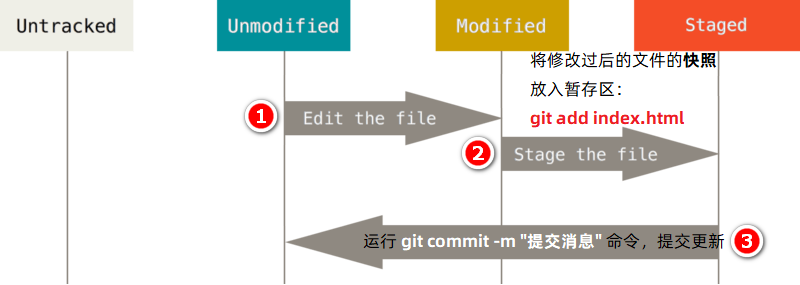 Untracked
Unmodified
Modified
Staged
将修改过后的文件的快照
放入暂存区：
git add index.html
1
Edit the file
2
Stage the file
运行 git commit -m "提交消息" 命令，提交更新
3